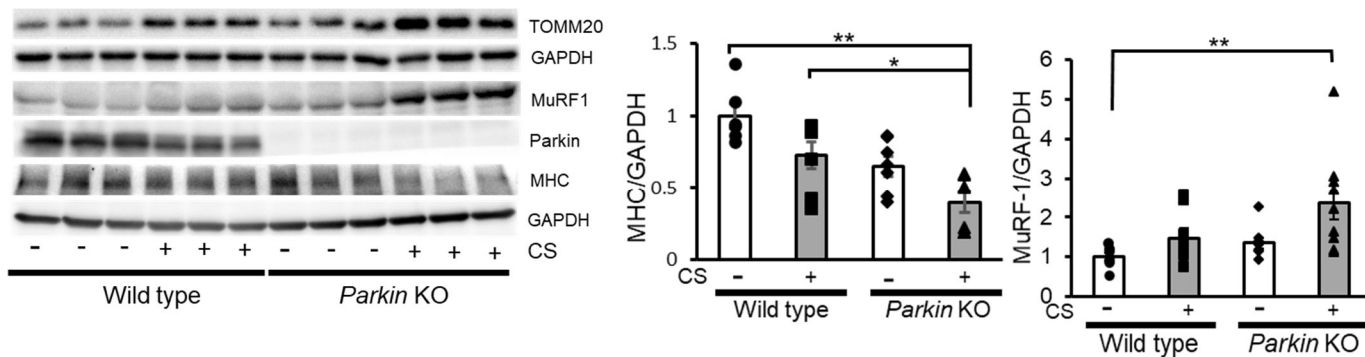 TOMM20
GAPDH
MuRF1
Parkin
MHC
GAPDH
- - - + + + - - - + + + CS
Wild type Parkin KO
MHC/GAPDH
1.5
1
0.5
0
**
*
CS - + - +
Wild type Parkin KO
MuRF-1/GAPDH
6
5
4
3
2
1
0
**
CS - + - +
Wild type Parkin KO